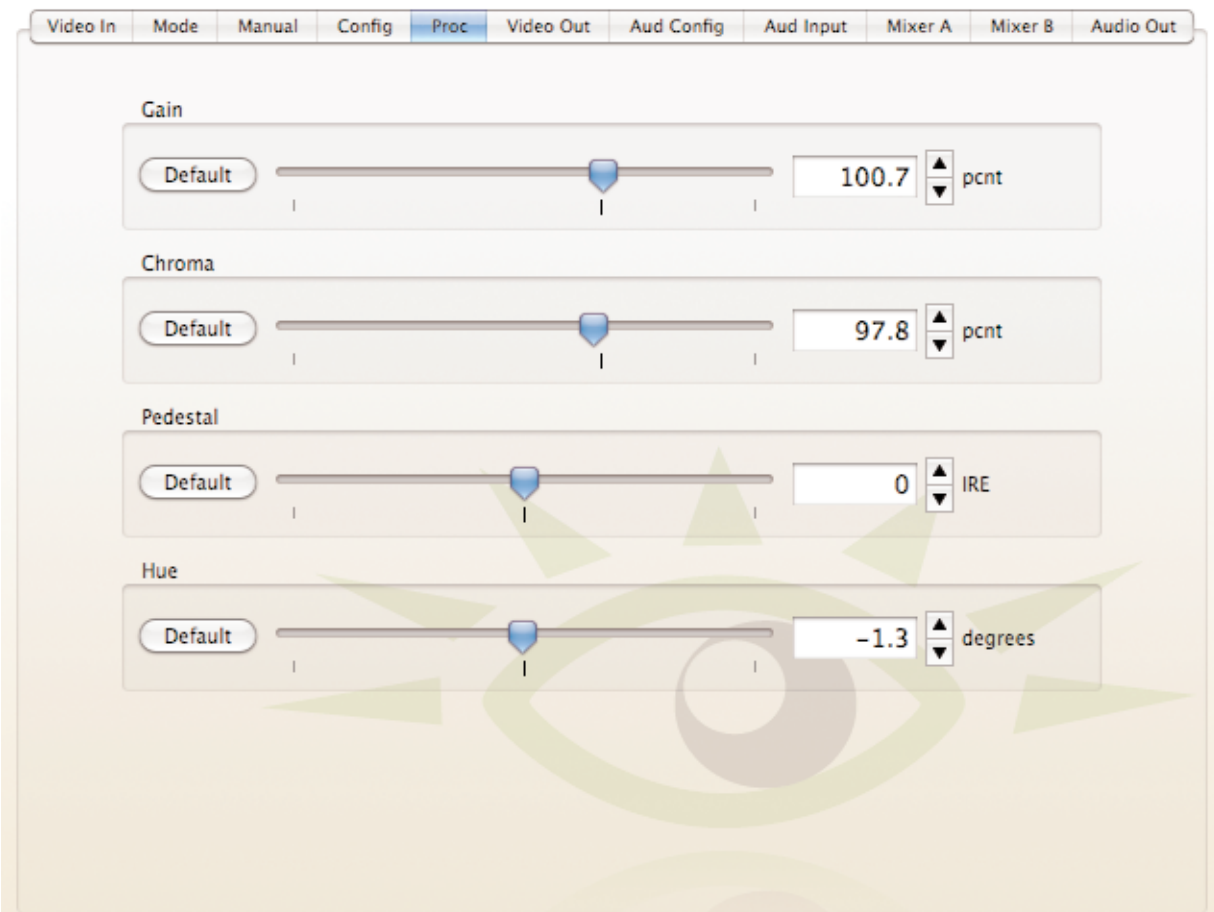 Video In Mode Manual Config Proc Video Out Aud Config Aud Input Mixer A Mixer B Audio Out
Gain
Default 100.7 pcnt
Chroma
Default 97.8 pcnt
Pedestal
Default 0 IRE
Hue
Default -1.3 degrees